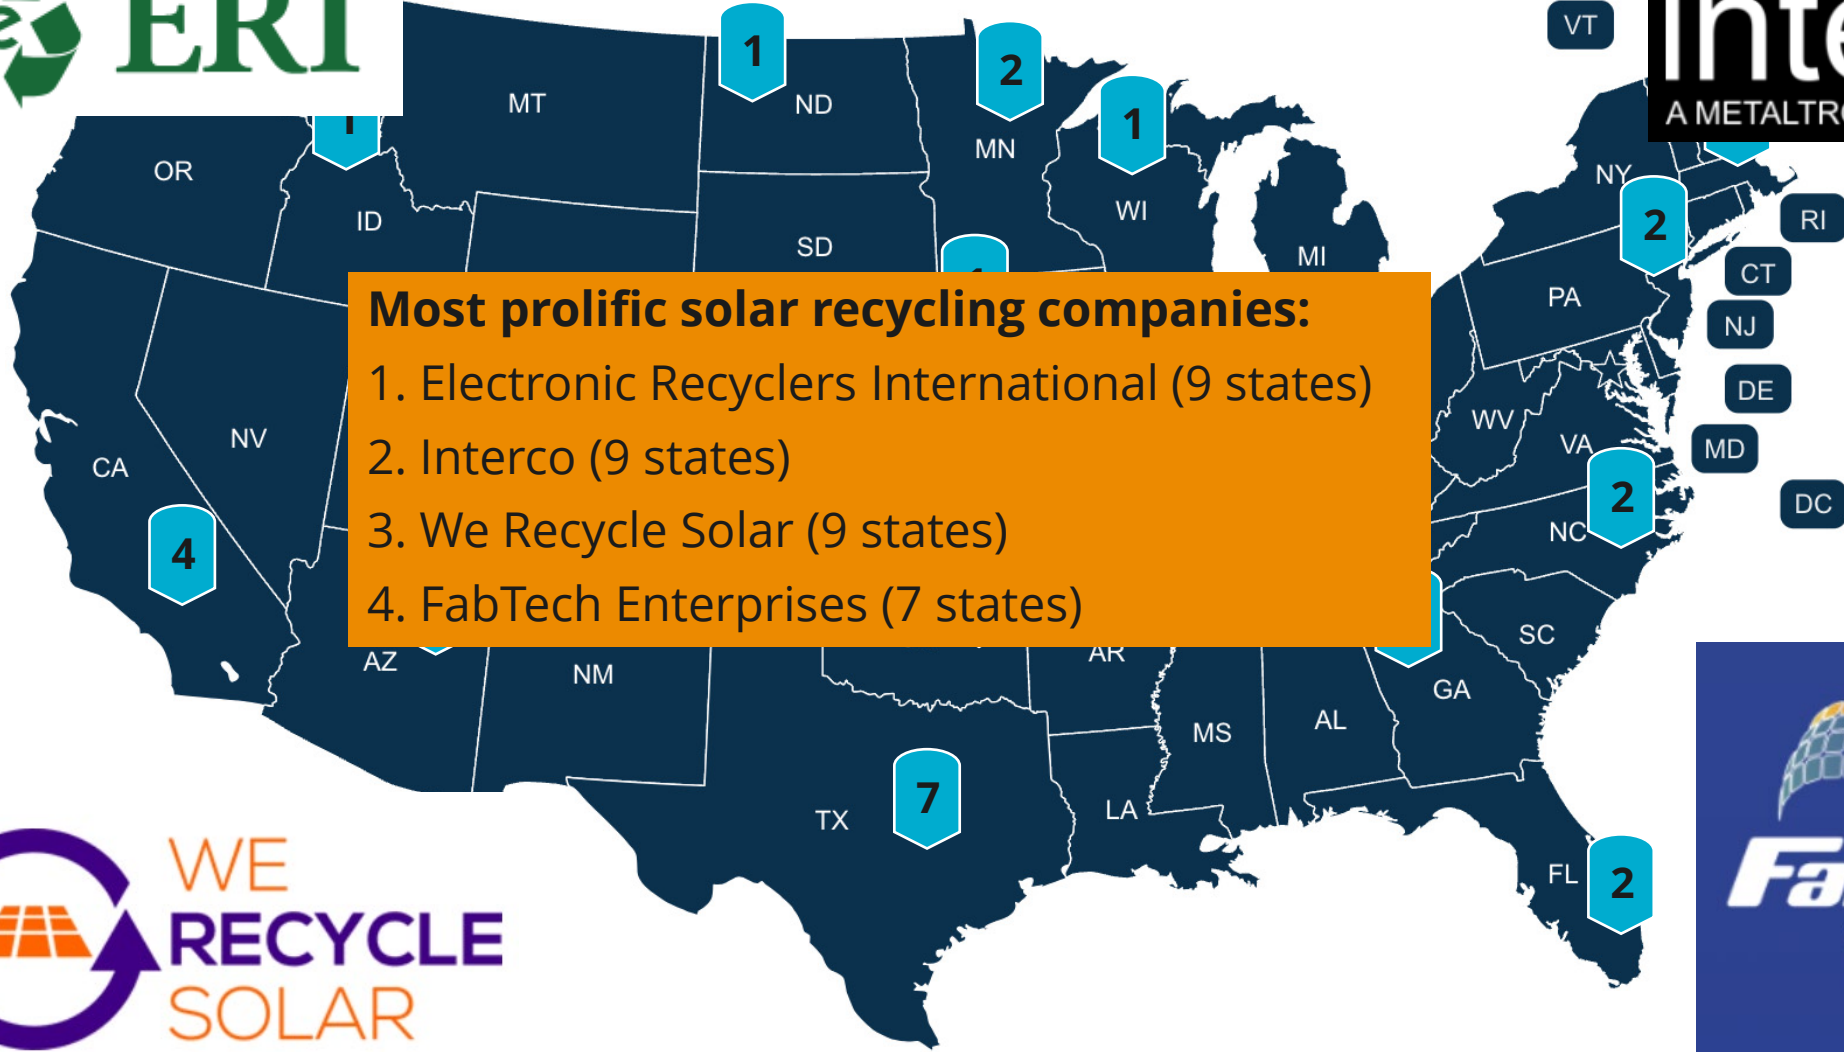 ERI
Inte
A METALTR
VT
1
2
MT
ND
1
1
MN
OR
NY
ID
WI
2
RI
SD
MI
CT
PA
Most prolific solar recycling companies:
NJ
1. Electronic Recyclers International (9 states)
DE
2. Interco (9 states)
WV
NV
VA
MD
CA
3. We Recycle Solar (9 states)
2
DC
NC
4
4. FabTech Enterprises (7 states)
SC
AZ
AR
NM
GA
AL
MS
7
TX
LA
FL
2
WE
RECYCLE
SOLAR
Fa